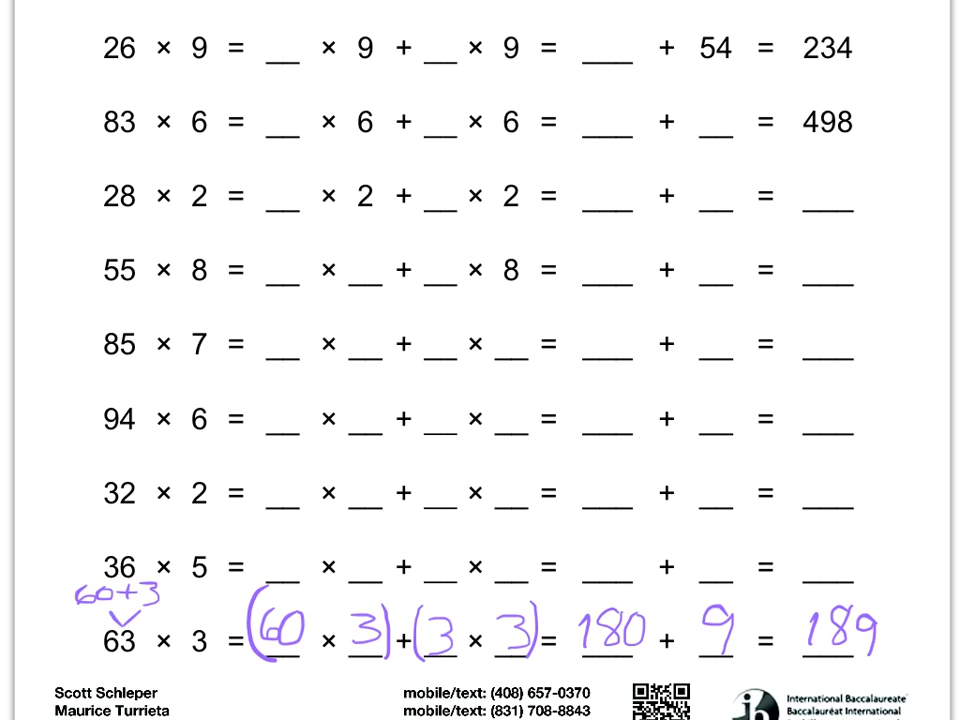 26 × 9 = __ × 9 + __ × 9 = ___ + 54 = 234
83 × 6 = __ × 6 + __ × 6 = ___ + __ = 498
28 × 2 = __ × 2 + __ × 2 = ___ + __ = ___
55 × 8 = __ × __ + __ × 8 = ___ + __ = ___
85 × 7 = __ × __ + __ × __ = ___ + __ = ___
94 × 6 = __ × __ + __ × __ = ___ + __ = ___
32 × 2 = __ × __ + __ × __ = ___ + __ = ___
36 × 5 = __ × __ + __ × __ = ___ + __ = ___
60+3
63 × 3 = (60 × 3) + (3 × 3) = 180 + 9 = 189
Scott Schleper mobile/text: (408) 657-0370 International Baccalaureate
Maurice Turrieta mobile/text: (831) 708-8843 Baccalauréat International